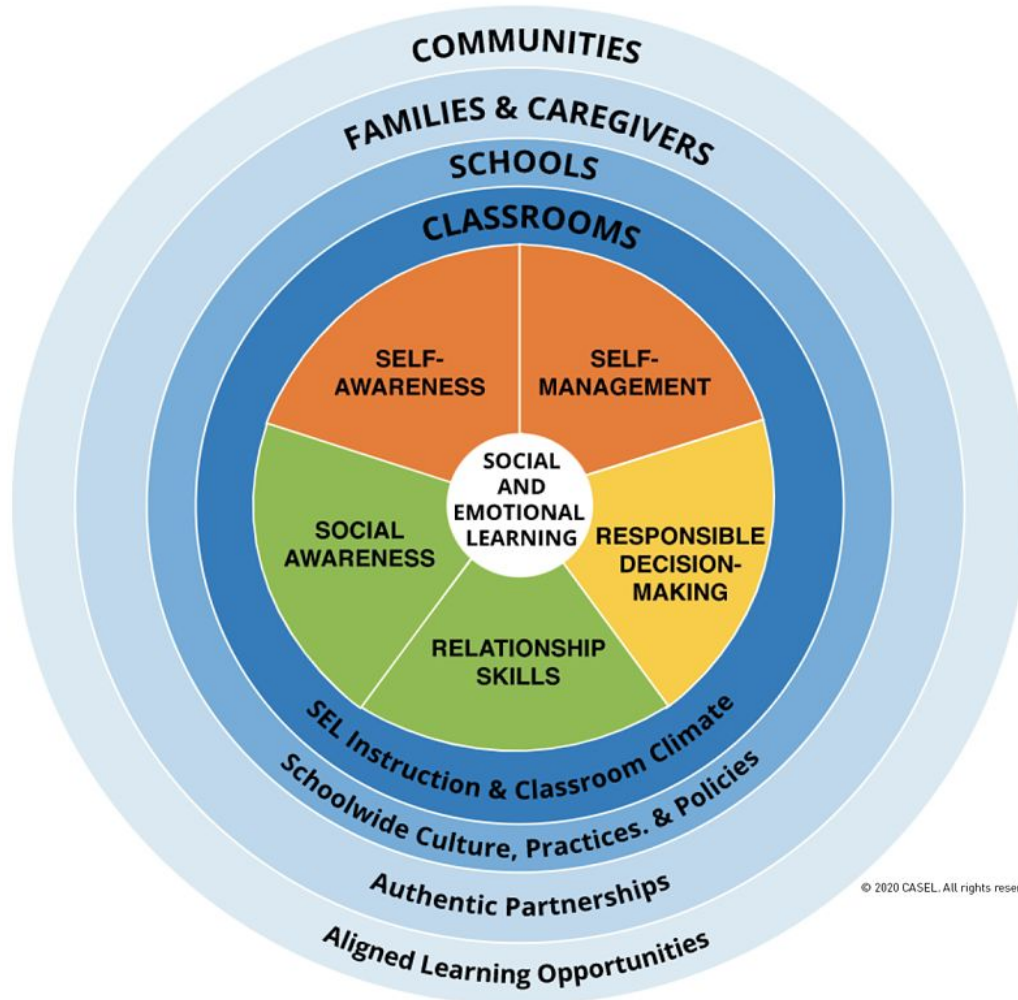 COMMUNITIES
FAMILIES & CAREGIVERS
SCHOOLS
CLASSROOMS
SELF-
AWARENESS
SELF-
MANAGEMENT
SOCIAL
AND
EMOTIONAL
LEARNING
SOCIAL
AWARENESS
RESPONSIBLE
DECISION-
MAKING
RELATIONSHIP
SKILLS
SEL Instruction & Classroom Climate
Schoolwide Culture, Practices. & Policies
Authentic Partnerships
Aligned Learning Opportunities
© 2020 CASEL. All rights reser